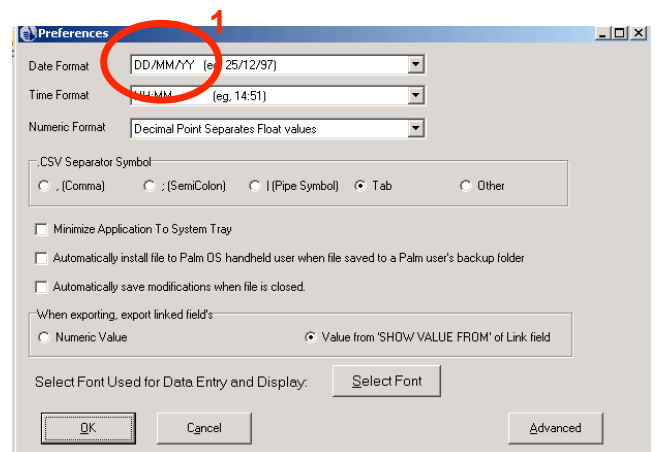 1
Preferences
Date Format DD/MM/YY (eg, 25/12/97)
Time Format HH:MM (eg, 14:51)
Numeric Format Decimal Point Separates Float values
.CSV Separator Symbol
, (Comma) ; (SemiColon) | (Pipe Symbol) Tab Other
Minimize Application To System Tray
Automatically install file to Palm OS handheld user when file saved to a Palm user's backup folder
Automatically save modifications when file is closed.
When exporting, export linked field's
Numeric Value Value from 'SHOW VALUE FROM' of Link field
Select Font Used for Data Entry and Display: Select Font
OK Cancel Advanced